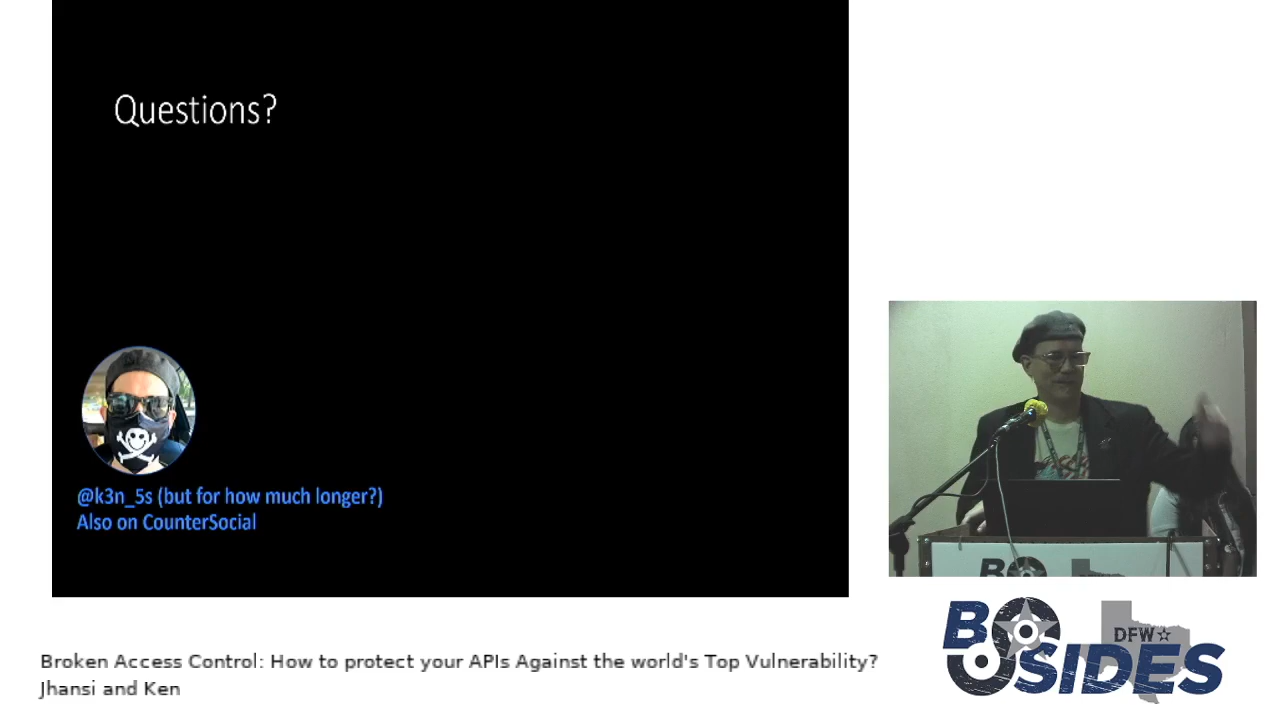 Questions?
@k3n_5s (but for how much longer?)
Also on CounterSocial
Broken Access Control: How to protect your APIs Against the world's Top Vulnerability?
Jhansi and Ken
B
DFW
SIDES
B